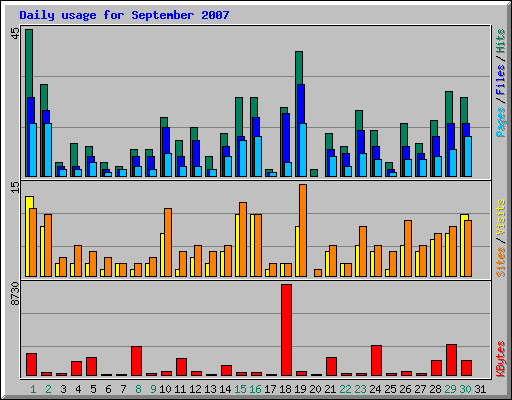 Daily usage for September 2007
45
15
8730
Pages/Files/Hits
Sites/Visits
KBytes
1 2 3 4 5 6 7 8 9 10 11 12 13 14 15 16 17 18 19 20 21 22 23 24 25 26 27 28 29 30 31